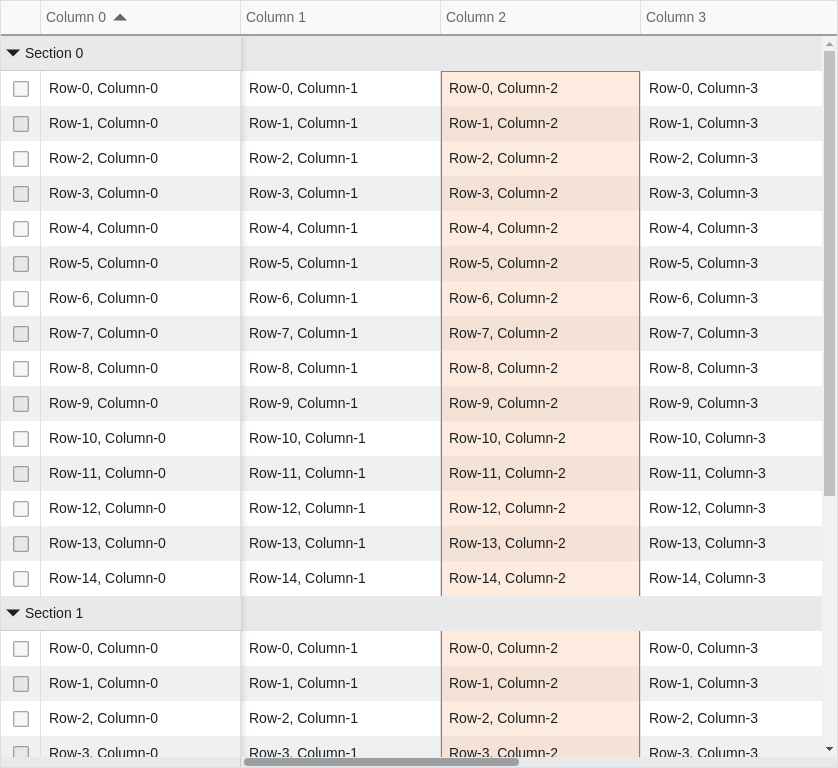 Column 0 Column 1 Column 2 Column 3
Section 0
Row-0, Column-0 Row-0, Column-1 Row-0, Column-2 Row-0, Column-3
Row-1, Column-0 Row-1, Column-1 Row-1, Column-2 Row-1, Column-3
Row-2, Column-0 Row-2, Column-1 Row-2, Column-2 Row-2, Column-3
Row-3, Column-0 Row-3, Column-1 Row-3, Column-2 Row-3, Column-3
Row-4, Column-0 Row-4, Column-1 Row-4, Column-2 Row-4, Column-3
Row-5, Column-0 Row-5, Column-1 Row-5, Column-2 Row-5, Column-3
Row-6, Column-0 Row-6, Column-1 Row-6, Column-2 Row-6, Column-3
Row-7, Column-0 Row-7, Column-1 Row-7, Column-2 Row-7, Column-3
Row-8, Column-0 Row-8, Column-1 Row-8, Column-2 Row-8, Column-3
Row-9, Column-0 Row-9, Column-1 Row-9, Column-2 Row-9, Column-3
Row-10, Column-0 Row-10, Column-1 Row-10, Column-2 Row-10, Column-3
Row-11, Column-0 Row-11, Column-1 Row-11, Column-2 Row-11, Column-3
Row-12, Column-0 Row-12, Column-1 Row-12, Column-2 Row-12, Column-3
Row-13, Column-0 Row-13, Column-1 Row-13, Column-2 Row-13, Column-3
Row-14, Column-0 Row-14, Column-1 Row-14, Column-2 Row-14, Column-3
Section 1
Row-0, Column-0 Row-0, Column-1 Row-0, Column-2 Row-0, Column-3
Row-1, Column-0 Row-1, Column-1 Row-1, Column-2 Row-1, Column-3
Row-2, Column-0 Row-2, Column-1 Row-2, Column-2 Row-2, Column-3
Row-3, Column-0 Row-3, Column-1 Row-3, Column-2 Row-3, Column-3